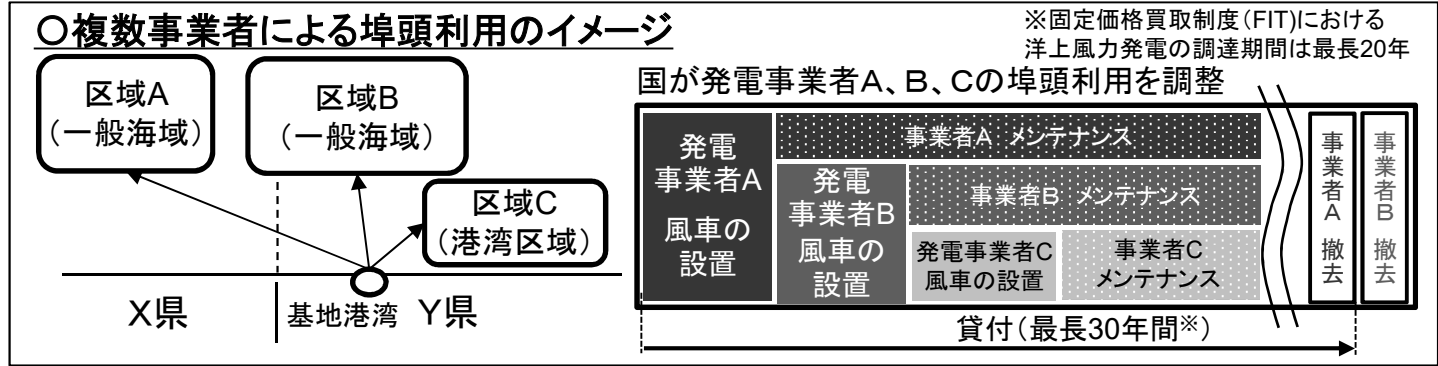 〇複数事業者による埠頭利用のイメージ
※固定価格買取制度(FIT)における
洋上風力発電の調達期間は最長20年
区域A
(一般海域)
区域B
(一般海域)
区域C
(港湾区域)
X県
基地港湾
Y県
国が発電事業者A、B、Cの埠頭利用を調整
発電
事業者A
風車の
設置
事業者A メンテナンス
発電
事業者B
風車の
設置
事業者B メンテナンス
発電事業者C
風車の設置
事業者C
メンテナンス
事業者A 撤去
事業者B 撤去
貸付(最長30年間※)